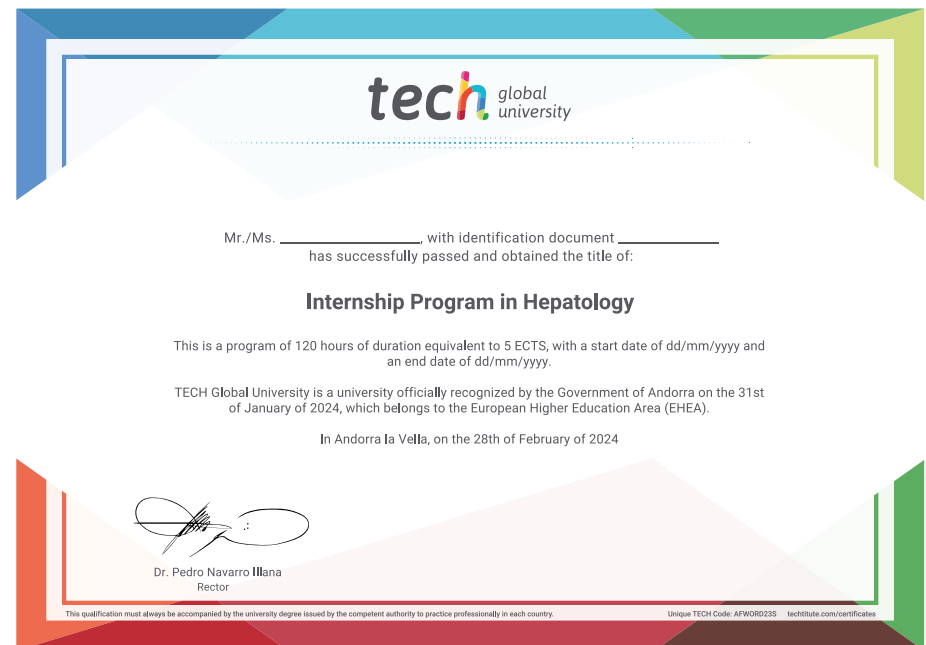 tech global university
Mr./Ms. ____________________, with identification document ______________
has successfully passed and obtained the title of:
Internship Program in Hepatology
This is a program of 120 hours of duration equivalent to 5 ECTS, with a start date of dd/mm/yyyy and
an end date of dd/mm/yyyy.
TECH Global University is a university officially recognized by the Government of Andorra on the 31st
of January of 2024, which belongs to the European Higher Education Area (EHEA).
In Andorra la Vella, on the 28th of February of 2024
Dr. Pedro Navarro Illana
Rector
This qualification must always be accompanied by the university degree issued by the competent authority to practice professionally in each country.
Unique TECH Code: AFWORD23S techtitute.com/certificates